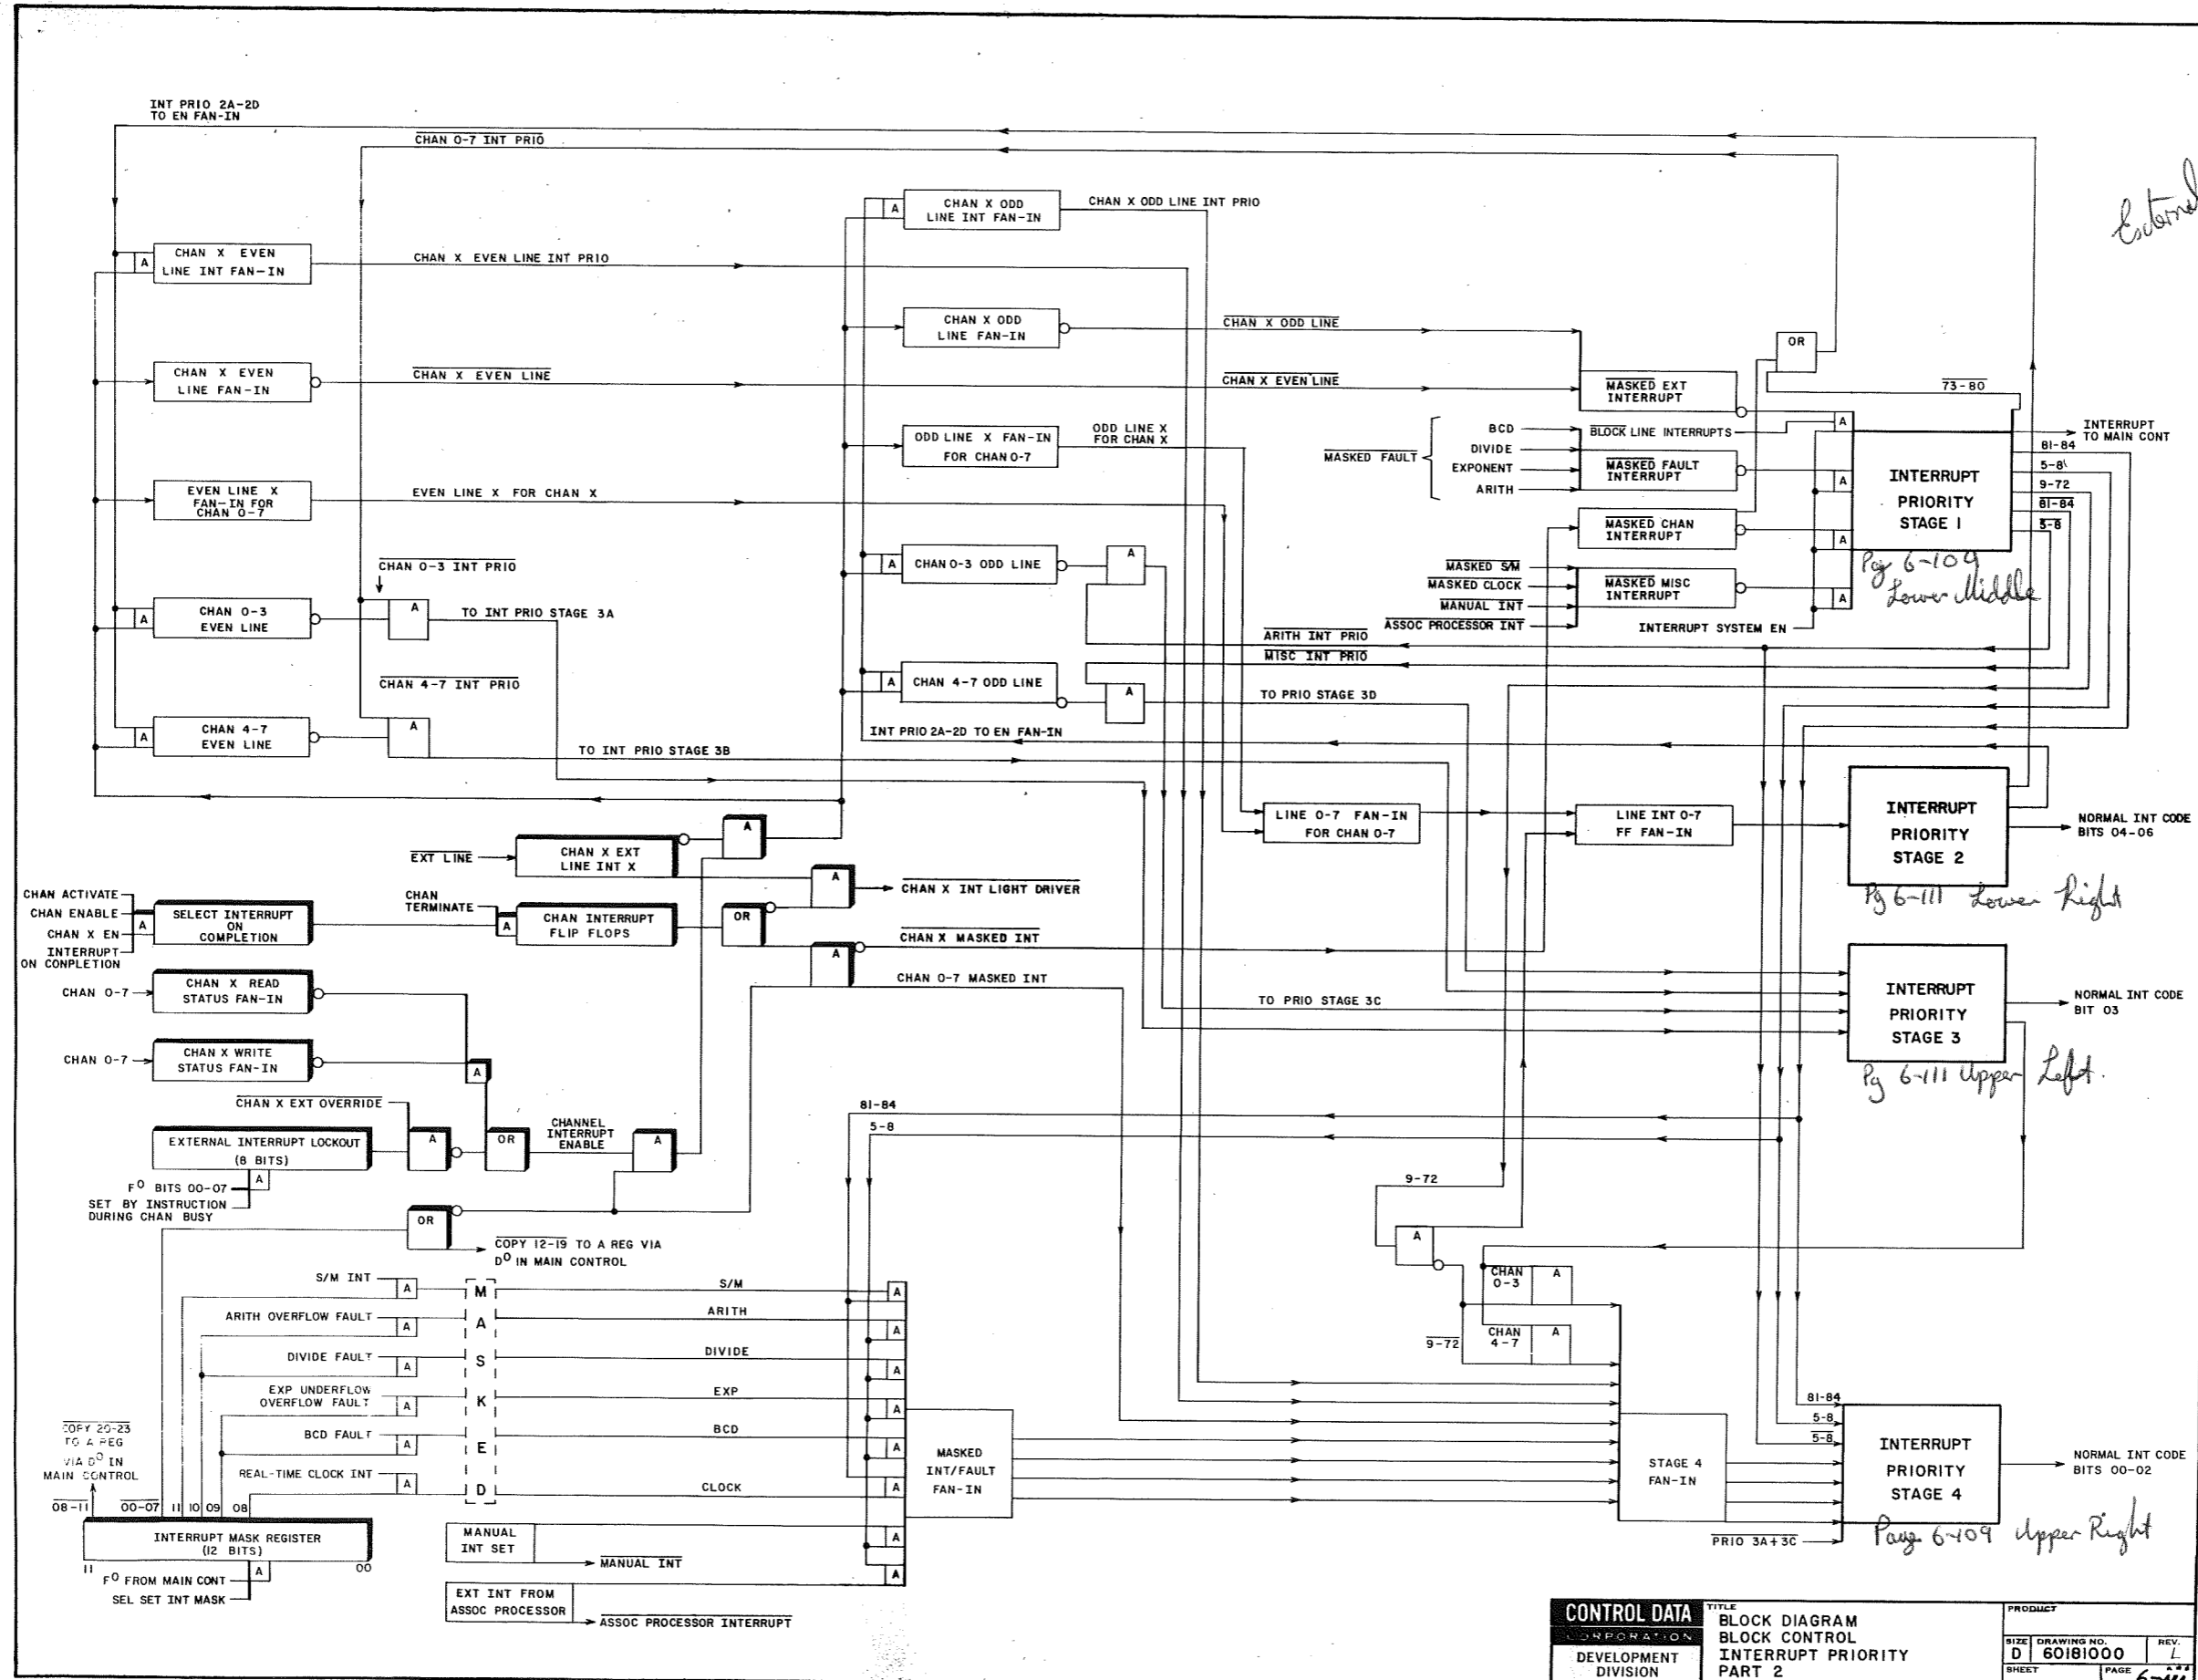 INT PRIO 2A-2D
TO EN FAN-IN
CHAN 0-7 INT PRIO
CHAN X EVEN
LINE INT FAN-IN
CHAN X EVEN LINE INT PRIO
CHAN X EVEN
LINE FAN-IN
CHAN X EVEN LINE
EVEN LINE X
FAN-IN FOR
CHAN 0-7
EVEN LINE X FOR CHAN X
CHAN 0-3 INT PRIO
CHAN 0-3
EVEN LINE
A
TO INT PRIO STAGE 3A
CHAN 4-7 INT PRIO
CHAN 4-7
EVEN LINE
A
TO INT PRIO STAGE 3B
A
CHAN X ODD
LINE INT FAN-IN
CHAN X ODD LINE INT PRIO
CHAN X ODD
LINE FAN-IN
CHAN X ODD LINE
CHAN X EVEN LINE
ODD LINE X FAN-IN
FOR CHAN 0-7
ODD LINE X
FOR CHAN X
A
CHAN 0-3 ODD LINE
A
A
CHAN 4-7 ODD LINE
A
TO PRIO STAGE 3D
INT PRIO 2A-2D TO EN FAN-IN
ARITH INT PRIO
MISC INT PRIO
External
OR
73-80
MASKED EXT
INTERRUPT
BLOCK LINE INTERRUPTS
MASKED FAULT
BCD
DIVIDE
EXPONENT
ARITH
MASKED FAULT
INTERRUPT
MASKED CHAN
INTERRUPT
MASKED S/M
MASKED CLOCK
MANUAL INT
ASSOC PROCESSOR INT
MASKED MISC
INTERRUPT
INTERRUPT SYSTEM EN
A
A
A
A
INTERRUPT
PRIORITY
STAGE 1
INTERRUPT
TO MAIN CONT
81-84
5-8
9-72
81-84
5-8
Pg 6-109
Lower Middle
LINE 0-7 FAN-IN
FOR CHAN 0-7
LINE INT 0-7
FF FAN-IN
INTERRUPT
PRIORITY
STAGE 2
NORMAL INT CODE
BITS 04-06
Pg 6-111 Lower Right
EXT LINE
CHAN X EXT
LINE INT X
A
A
CHAN X INT LIGHT DRIVER
CHAN ACTIVATE
CHAN ENABLE
CHAN X EN
INTERRUPT
ON CONPLETION
A
SELECT INTERRUPT
ON
COMPLETION
CHAN
TERMINATE
A
CHAN INTERRUPT
FLIP FLOPS
OR
A
CHAN X MASKED INT
CHAN 0-7 MASKED INT
CHAN 0-7
CHAN X READ
STATUS FAN-IN
CHAN 0-7
CHAN X WRITE
STATUS FAN-IN
A
TO PRIO STAGE 3C
INTERRUPT
PRIORITY
STAGE 3
NORMAL INT CODE
BIT 03
Pg 6-111 Upper Left.
CHAN X EXT OVERRIDE
EXTERNAL INTERRUPT LOCKOUT
(8 BITS)
A
OR
CHANNEL
INTERRUPT
ENABLE
A
F⁰ BITS 00-07
SET BY INSTRUCTION
DURING CHAN BUSY
A
OR
COPY 12-19 TO A REG VIA
D⁰ IN MAIN CONTROL
81-84
5-8
9-72
A
9-72
CHAN
0-3
A
CHAN
4-7
A
S/M INT
A
S/M
ARITH OVERFLOW FAULT
A
ARITH
DIVIDE FAULT
A
DIVIDE
EXP UNDERFLOW
OVERFLOW FAULT
A
EXP
BCD FAULT
A
BCD
REAL-TIME CLOCK INT
A
CLOCK
M
A
S
K
E
D
A
A
A
A
A
A
A
A
MASKED
INT/FAULT
FAN-IN
STAGE 4
FAN-IN
81-84
5-8
5-8
PRIO 3A+3C
INTERRUPT
PRIORITY
STAGE 4
NORMAL INT CODE
BITS 00-02
Page 6-109 Upper Right
COPY 20-23
TO A REG
VIA D⁰ IN
MAIN CONTROL
08-11
00-07
11
10
09
08
INTERRUPT MASK REGISTER
(12 BITS)
11
00
F⁰ FROM MAIN CONT
SEL SET INT MASK
A
MANUAL
INT SET
MANUAL INT
EXT INT FROM
ASSOC PROCESSOR
ASSOC PROCESSOR INTERRUPT
CONTROL DATA
CORPORATION
DEVELOPMENT
DIVISION
TITLE
BLOCK DIAGRAM
BLOCK CONTROL
INTERRUPT PRIORITY
PART 2
PRODUCT
SIZE
D
DRAWING NO.
60181000
REV.
L
SHEET
PAGE